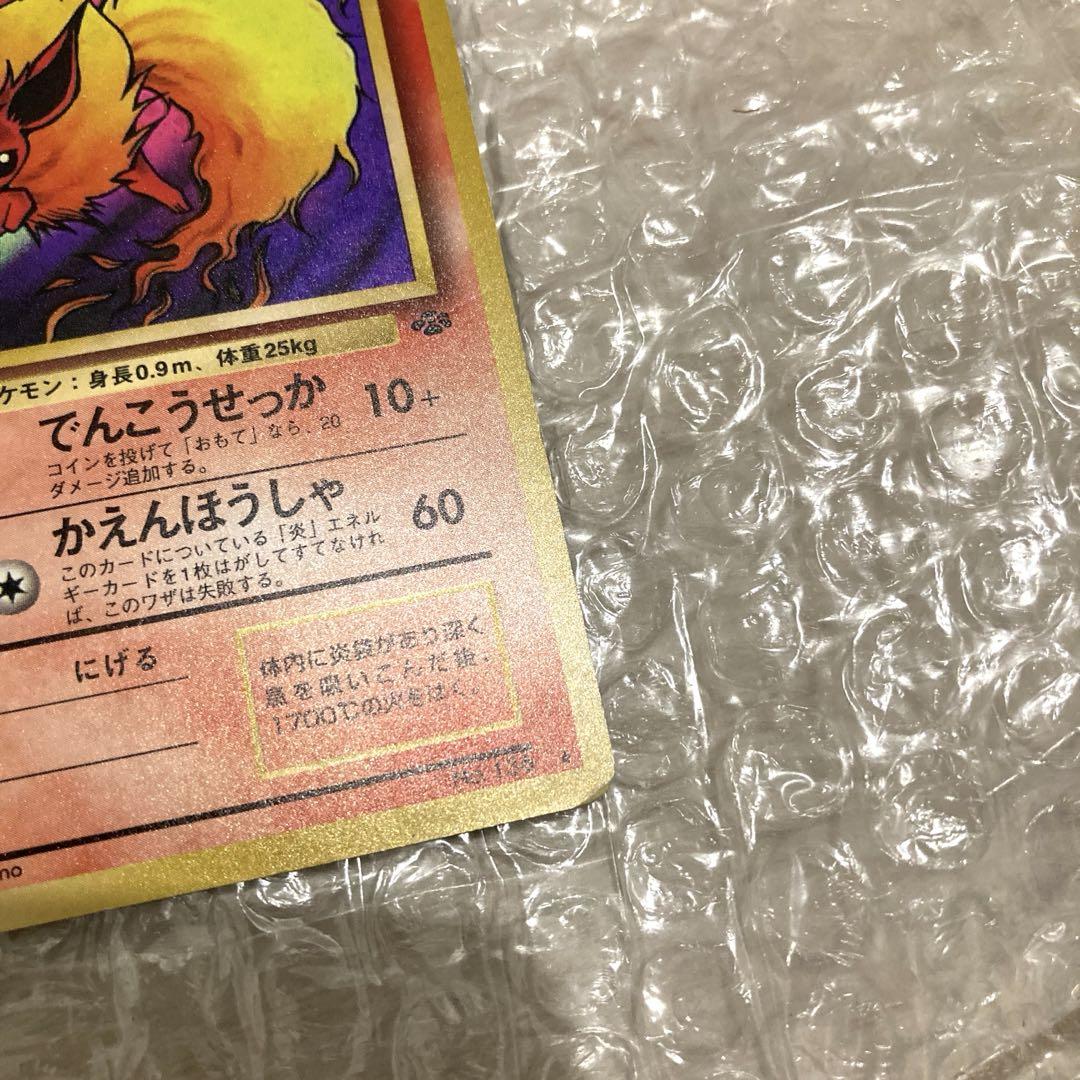 ケモン：身長0.9m、体重25kg
でんこうせっか 10+
コインを投げて「おもて」なら、20
ダメージ追加する。
かえんほうしゃ 60
このカードについている「炎」エネル
ギーカードを1枚はがしてすてなけれ
ば、このワザは失敗する。
にげる
体内に炎袋があり深く
息を吸いこんだ後、
1700℃の火をはく。
No.136 ★
no